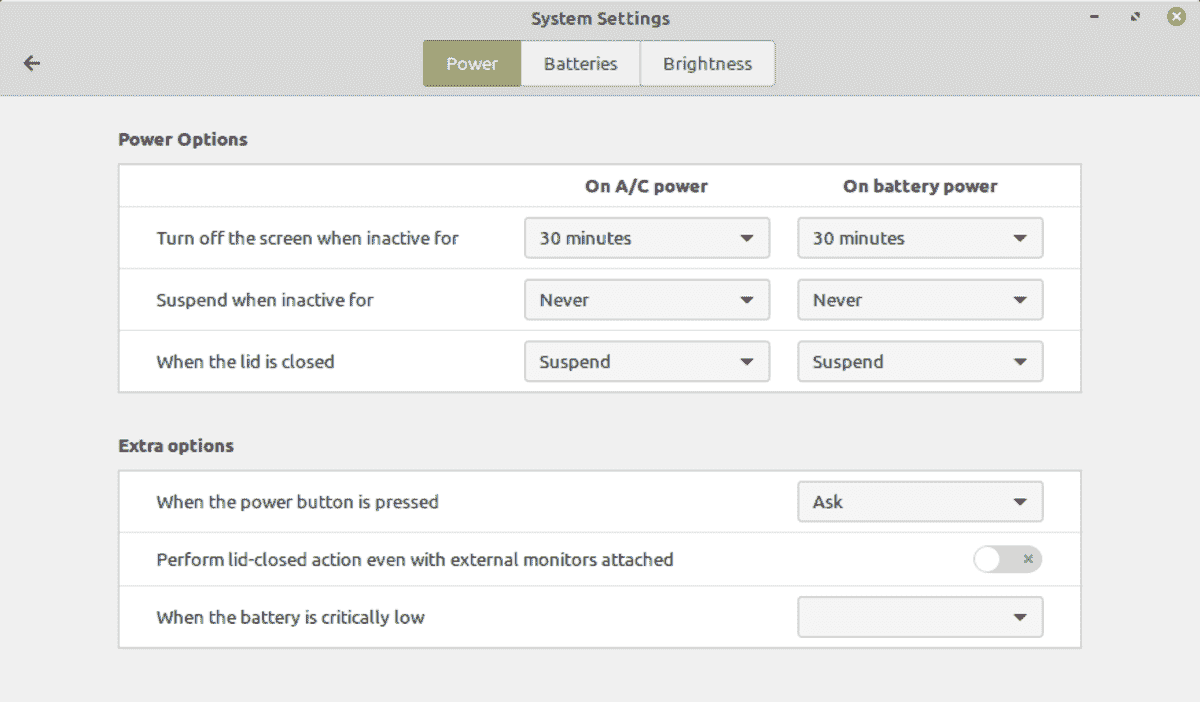 System Settings
Power Batteries Brightness
Power Options
On A/C power On battery power
Turn off the screen when inactive for 30 minutes 30 minutes
Suspend when inactive for Never Never
When the lid is closed Suspend Suspend
Extra options
When the power button is pressed Ask
Perform lid-closed action even with external monitors attached
When the battery is critically low